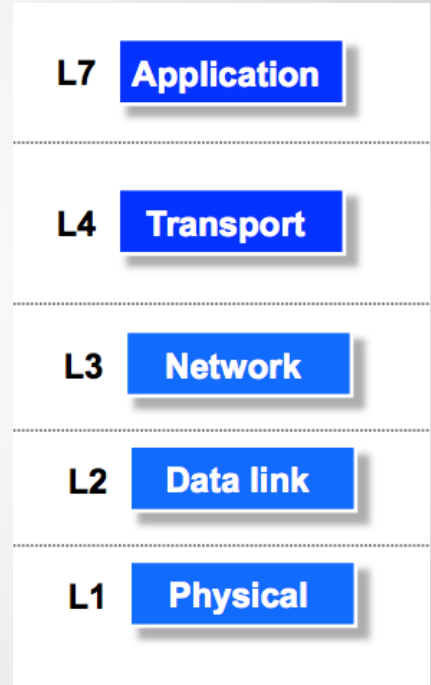 L7 Application
L4 Transport
L3 Network
L2 Data link
L1 Physical